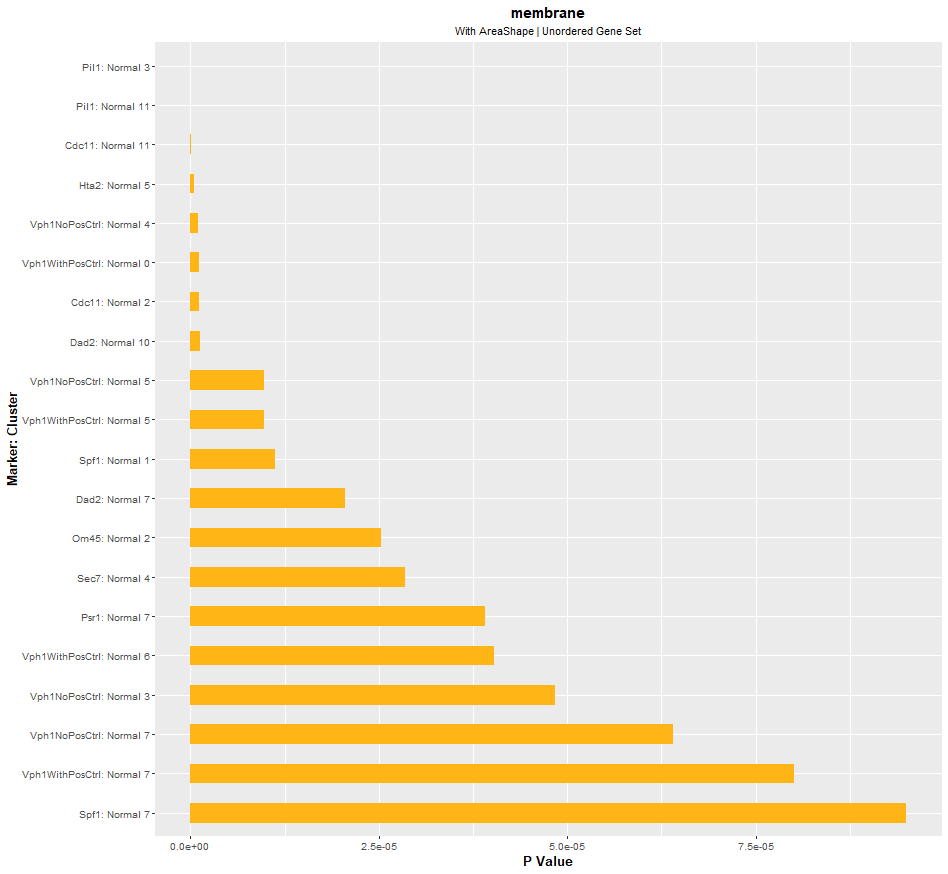 membrane
With AreaShape | Unordered Gene Set
Pil1: Normal 3
Pil1: Normal 11
Cdc11: Normal 11
Hta2: Normal 5
Vph1NoPosCtrl: Normal 4
Vph1WithPosCtrl: Normal 0
Cdc11: Normal 2
Dad2: Normal 10
Vph1NoPosCtrl: Normal 5
Vph1WithPosCtrl: Normal 5
Spf1: Normal 1
Dad2: Normal 7
Om45: Normal 2
Sec7: Normal 4
Psr1: Normal 7
Vph1WithPosCtrl: Normal 6
Vph1NoPosCtrl: Normal 3
Vph1NoPosCtrl: Normal 7
Vph1WithPosCtrl: Normal 7
Spf1: Normal 7
Marker: Cluster
0.0e+00 2.5e-05 5.0e-05 7.5e-05
P Value